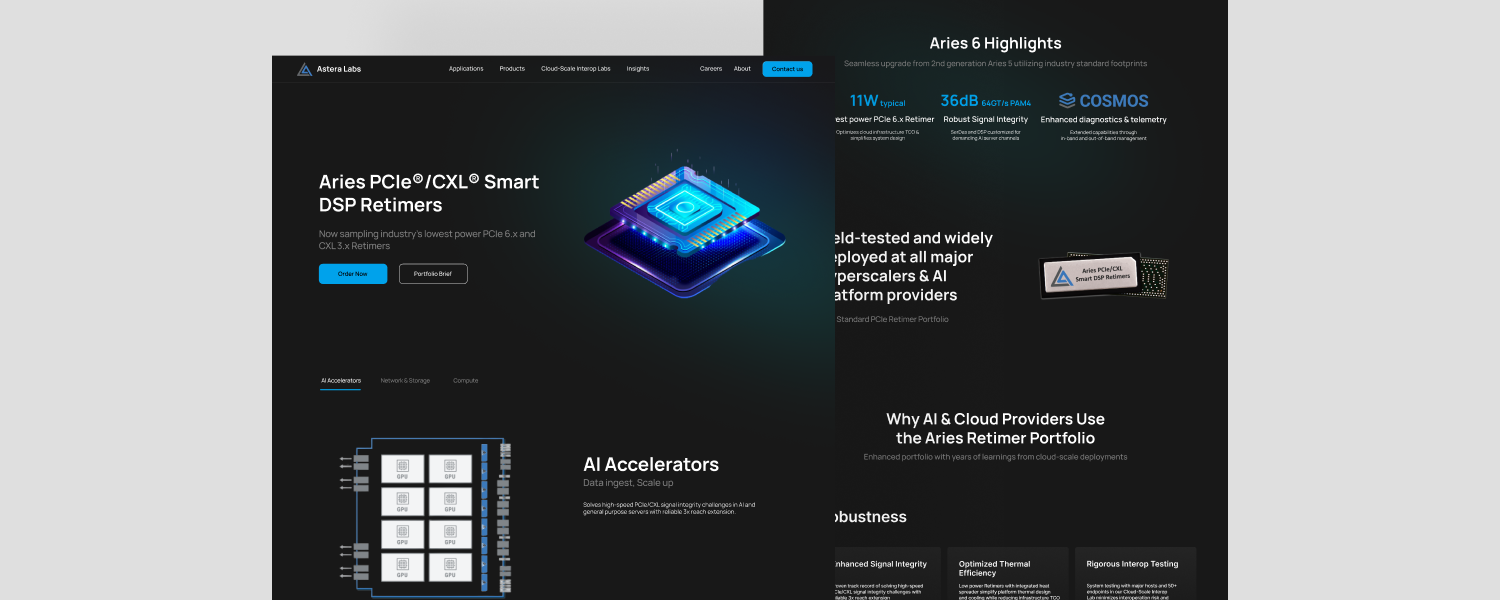 Astera Labs
Applications
Products
Cloud-Scale Interop Labs
Insights
Careers
About
Contact us
Aries PCIe®/CXL® Smart
DSP Retimers
Now sampling industry's lowest power PCIe 6.x and
CXL 3.x Retimers
Order Now
Portfolio Brief
AI Accelerators
Network & Storage
Compute
GPU GPU
GPU GPU
GPU GPU
GPU GPU
AI Accelerators
Data ingest, Scale up
Solves high-speed PCIe/CXL signal integrity challenges in AI and
general purpose servers with reliable 3x reach extension.
Aries 6 Highlights
Seamless upgrade from 2nd generation Aries 5 utilizing industry standard footprints
11W typical
est power PCIe 6.x Retimer
Optimizes cloud infrastructure TCO &
simplifies system design
36dB 64GT/s PAM4
Robust Signal Integrity
SerDes and DSP customized for
demanding AI server channels
COSMOS
Enhanced diagnostics & telemetry
Extended capabilities through
in-band and out-of-band management
eld-tested and widely
eployed at all major
yperscalers & AI
atform providers
Standard PCIe Retimer Portfolio
Aries PCIe/CXL
Smart DSP Retimers
Why AI & Cloud Providers Use
the Aries Retimer Portfolio
Enhanced portfolio with years of learnings from cloud-scale deployments
obustness
nhanced Signal Integrity
roven track record of solving high-speed
CIe/CXL signal integrity challenges with
liable 3x reach extension
Optimized Thermal
Efficiency
Low power Retimers with integrated heat
spreader simplify platform thermal design
and cooling while reducing infrastructure TCO
Rigorous Interop Testing
System testing with major hosts and 50+
endpoints in our Cloud-Scale Interop
Lab minimizes interoperation risk and